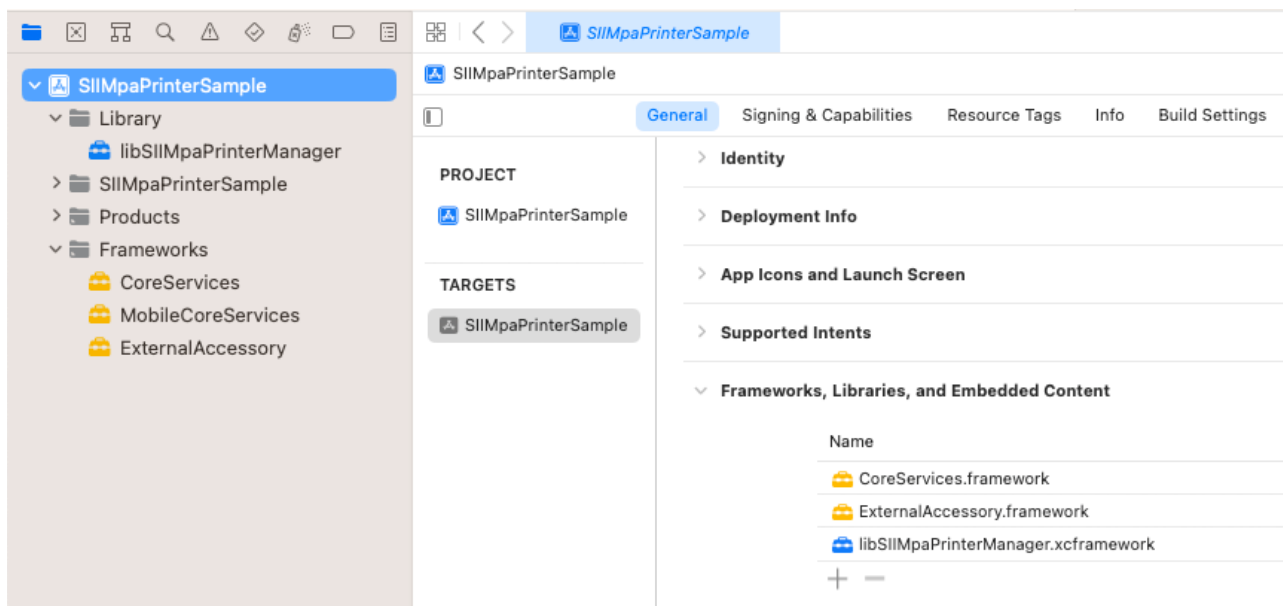 SIIMpaPrinterSample
Library
libSIIMpaPrinterManager
SIIMpaPrinterSample
Products
Frameworks
CoreServices
MobileCoreServices
ExternalAccessory
SIIMpaPrinterSample
SIIMpaPrinterSample
General Signing & Capabilities Resource Tags Info Build Settings
PROJECT
SIIMpaPrinterSample
TARGETS
SIIMpaPrinterSample
Identity
Deployment Info
App Icons and Launch Screen
Supported Intents
Frameworks, Libraries, and Embedded Content
Name
CoreServices.framework
ExternalAccessory.framework
libSIIMpaPrinterManager.xcframework